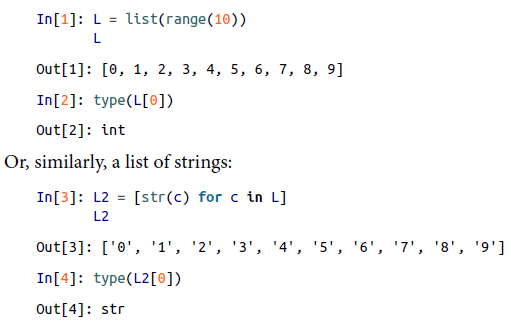 In[1]: L = list(range(10))
L
Out[1]: [0, 1, 2, 3, 4, 5, 6, 7, 8, 9]
In[2]: type(L[0])
Out[2]: int
Or, similarly, a list of strings:
In[3]: L2 = [str(c) for c in L]
L2
Out[3]: ['0', '1', '2', '3', '4', '5', '6', '7', '8', '9']
In[4]: type(L2[0])
Out[4]: str